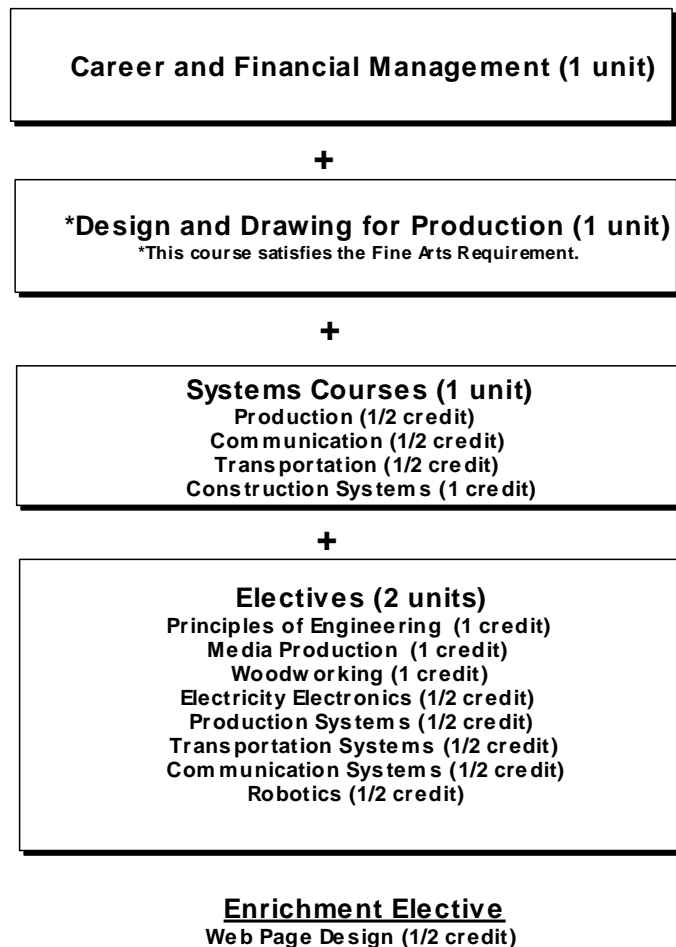 Career and Financial Management (1 unit)
+
*Design and Drawing for Production (1 unit)
*This course satisfies the Fine Arts Requirement.
+
Systems Courses (1 unit)
Production (1/2 credit)
Communication (1/2 credit)
Transportation (1/2 credit)
Construction Systems (1 credit)
+
Electives (2 units)
Principles of Engineering (1 credit)
Media Production (1 credit)
Woodworking (1 credit)
Electricity Electronics (1/2 credit)
Production Systems (1/2 credit)
Transportation Systems (1/2 credit)
Communication Systems (1/2 credit)
Robotics (1/2 credit)
Enrichment Elective
Web Page Design (1/2 credit)